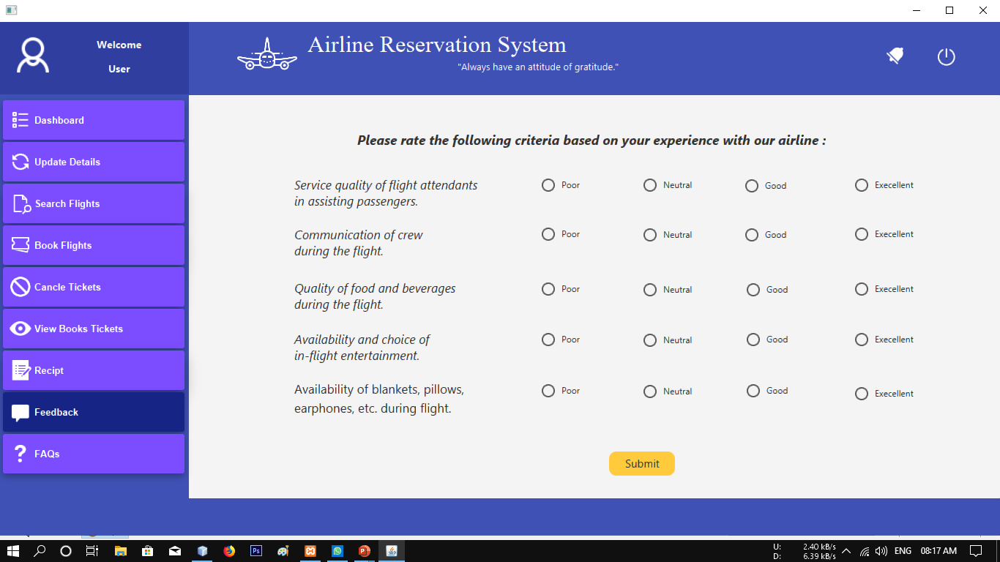 Welcome
User
Airline Reservation System
"Always have an attitude of gratitude."
Dashboard
Update Details
Search Flights
Book Flights
Cancle Tickets
View Books Tickets
Recipt
Feedback
FAQs
Please rate the following criteria based on your experience with our airline :
Service quality of flight attendants
in assisting passengers.
Poor Neutral Good Execellent
Communication of crew
during the flight.
Poor Neutral Good Execellent
Quality of food and beverages
during the flight.
Poor Neutral Good Execellent
Availability and choice of
in-flight entertainment.
Poor Neutral Good Execellent
Availability of blankets, pillows,
earphones, etc. during flight.
Poor Neutral Good Execellent
Submit
Ps
U: 2.40 kB/s
D: 6.39 kB/s
ENG
08:17 AM